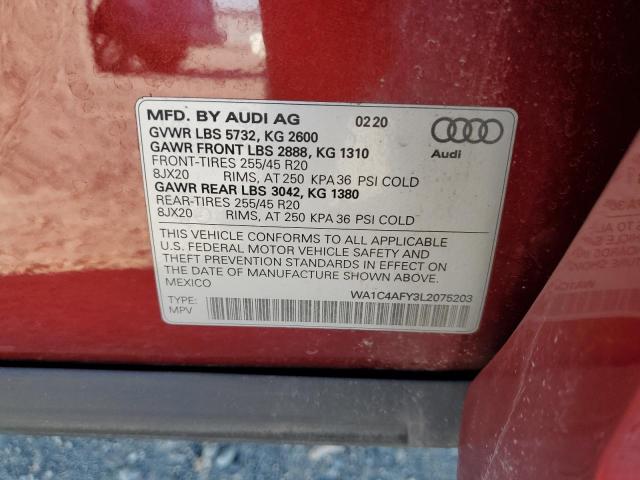 MFD. BY AUDI AG 0220
GVWR LBS 5732, KG 2600
GAWR FRONT LBS 2888, KG 1310
FRONT-TIRES 255/45 R20
8JX20 RIMS, AT 250 KPA 36 PSI COLD
GAWR REAR LBS 3042, KG 1380
REAR-TIRES 255/45 R20
8JX20 RIMS, AT 250 KPA 36 PSI COLD
Audi
THIS VEHICLE CONFORMS TO ALL APPLICABLE
U.S. FEDERAL MOTOR VEHICLE SAFETY AND
THEFT PREVENTION STANDARDS IN EFFECT ON
THE DATE OF MANUFACTURE SHOWN ABOVE
MEXICO
WA1C4AFY3L2075203
TYPE:
MPV